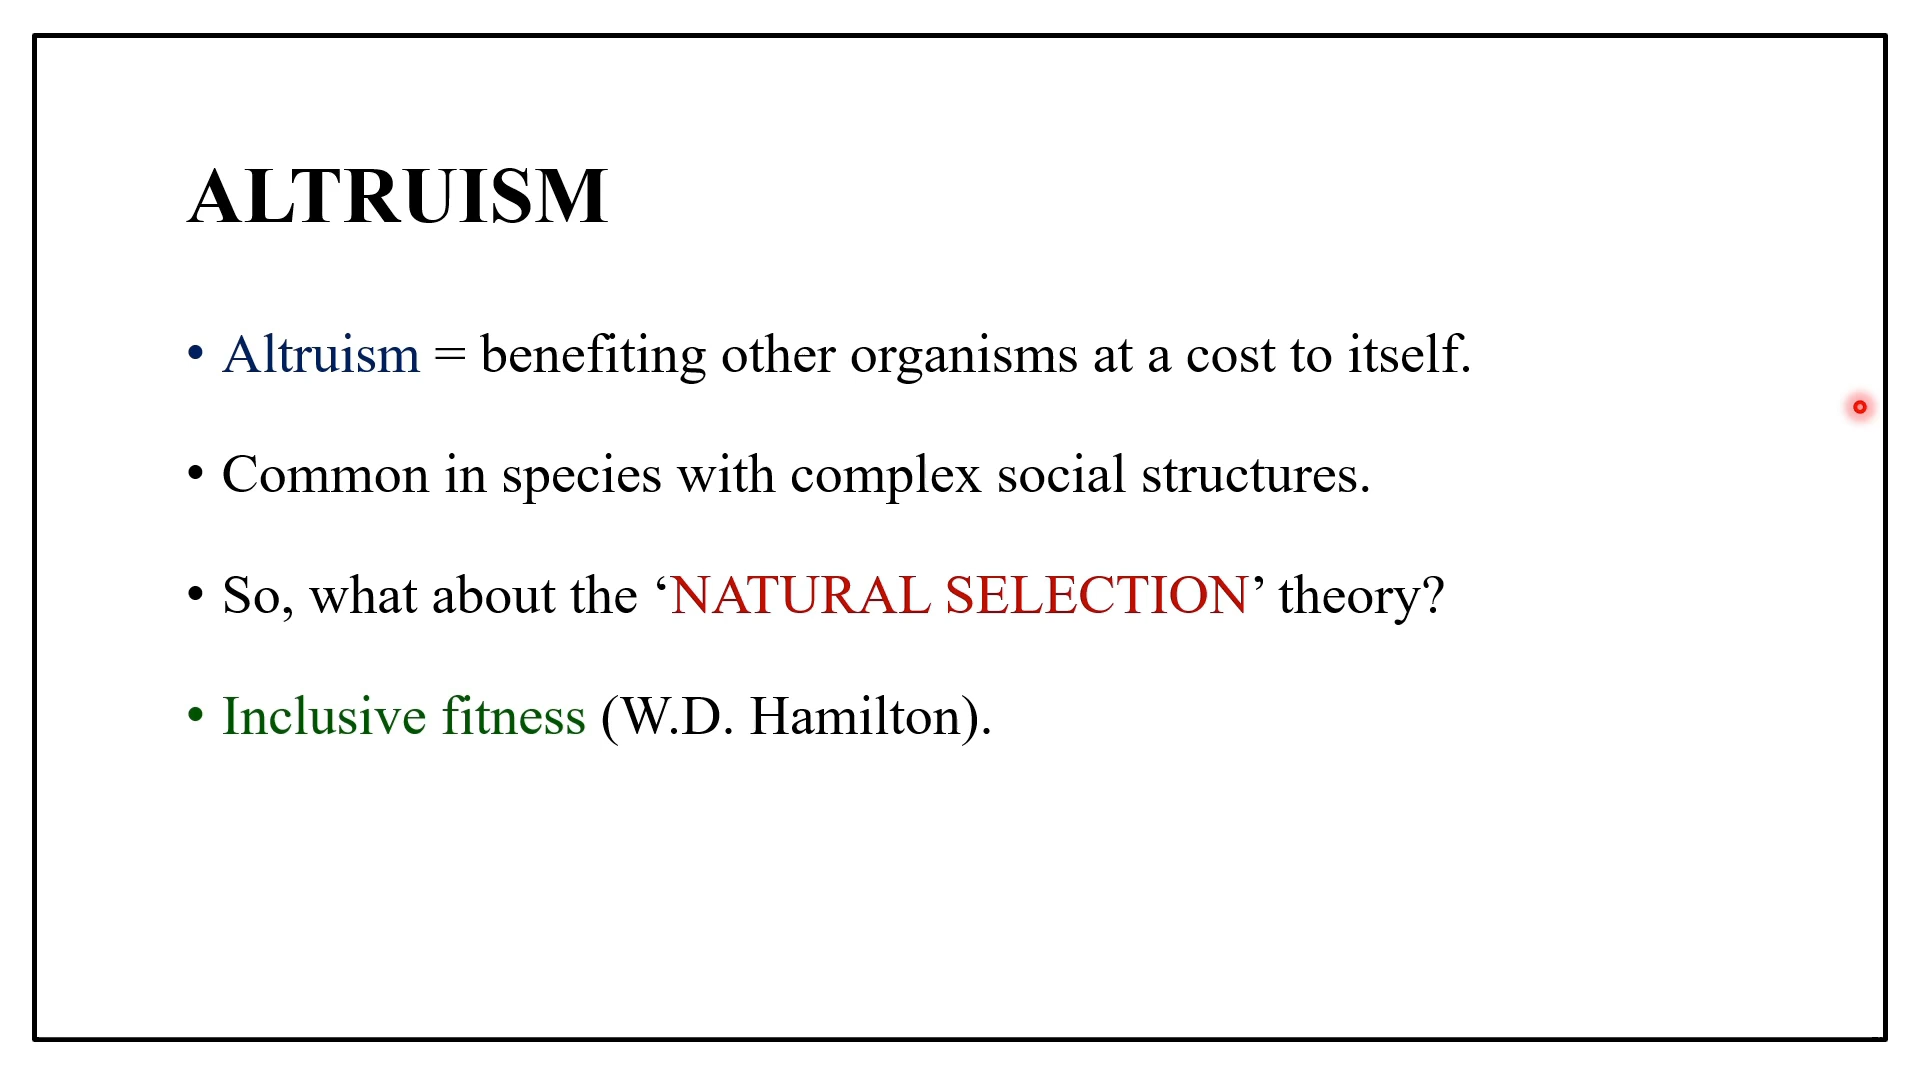 ALTRUISM
• Altruism = benefiting other organisms at a cost to itself.
• Common in species with complex social structures.
• So, what about the ‘NATURAL SELECTION’ theory?
• Inclusive fitness (W.D. Hamilton).